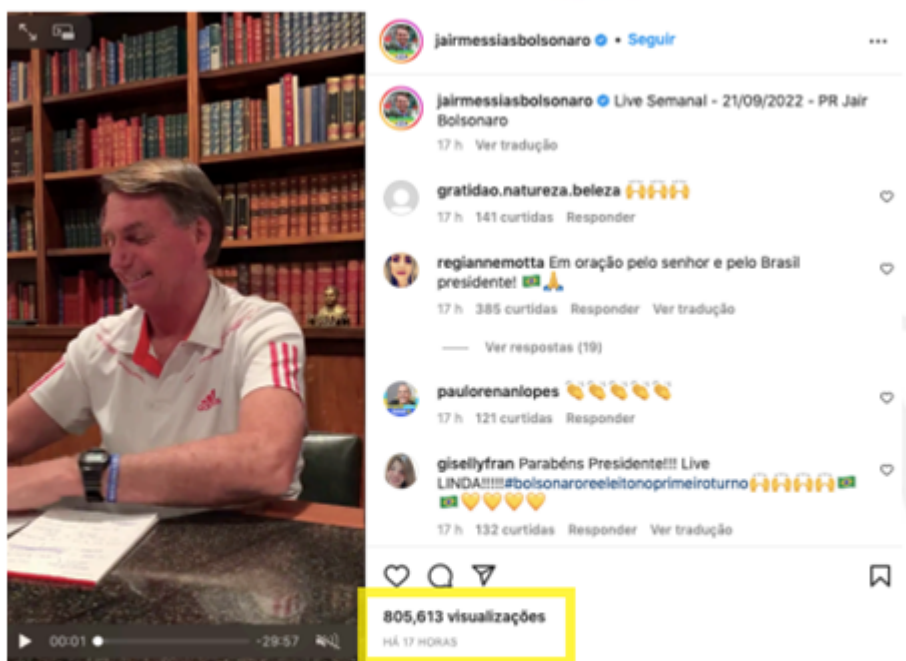 jairmessiasbolsonaro • Seguir
jairmessiasbolsonaro Live Semanal - 21/09/2022 - PR Jair
Bolsonaro
17 h Ver tradução
gratidao.natureza.beleza 🙌🙌🙌
17 h 141 curtidas Responder
regiannemotta Em oração pelo senhor e pelo Brasil
presidente! 🇧🇷🙏
17 h 385 curtidas Responder Ver tradução
Ver respostas (19)
paulorenanlopes 👏👏👏👏👏
17 h 121 curtidas Responder
gisellyfran Parabéns Presidente!!! Live
LINDA!!!!!#bolsonaroreeleitonoprimeiroturno🙌🙌🙌🙌🇧🇷
🇧🇷💛💛💛💛
17 h 132 curtidas Responder Ver tradução
805,613 visualizações
HÁ 17 HORAS
adidas
00:01 -29:57